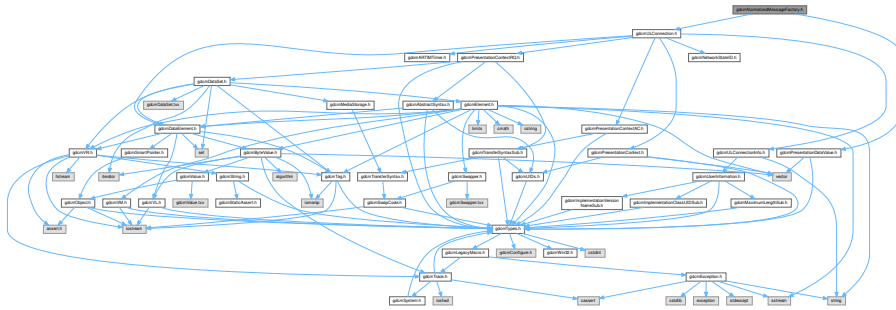 gdcmNormalizedMessageFactory.h
gdcmULConnection.h
gdcmARTIMTimer.h
gdcmPresentationContextRQ.h
gdcmNetworkStateID.h
gdcmDataSet.h
gdcmDataSet.txx
gdcmMediaStorage.h
gdcmAbstractSyntax.h
gdcmElement.h
gdcmDataElement.h
limits
cmath
cstring
gdcmPresentationContextAC.h
gdcmVR.h
gdcmSmartPointer.h
set
gdcmByteValue.h
gdcmTransferSyntaxSub.h
gdcmPresentationContext.h
gdcmULConnectionInfo.h
gdcmPresentationDataValue.h
fstream
iterator
gdcmValue.h
gdcmString.h
algorithm
gdcmTag.h
gdcmTransferSyntax.h
gdcmSwapper.h
gdcmUIDs.h
gdcmUserInformation.h
vector
gdcmObject.h
gdcmVM.h
gdcmVL.h
gdcmValue.txx
gdcmStaticAssert.h
iomanip
gdcmSwapCode.h
gdcmSwapper.txx
gdcmImplementationVersion
NameSub.h
gdcmImplementationClassUIDSub.h
gdcmMaximumLengthSub.h
assert.h
iostream
gdcmTypes.h
gdcmLegacyMacro.h
gdcmConfigure.h
gdcmWin32.h
cstdint
gdcmTrace.h
gdcmException.h
gdcmSystem.h
iosfwd
cassert
cstdlib
exception
stdexcept
sstream
string